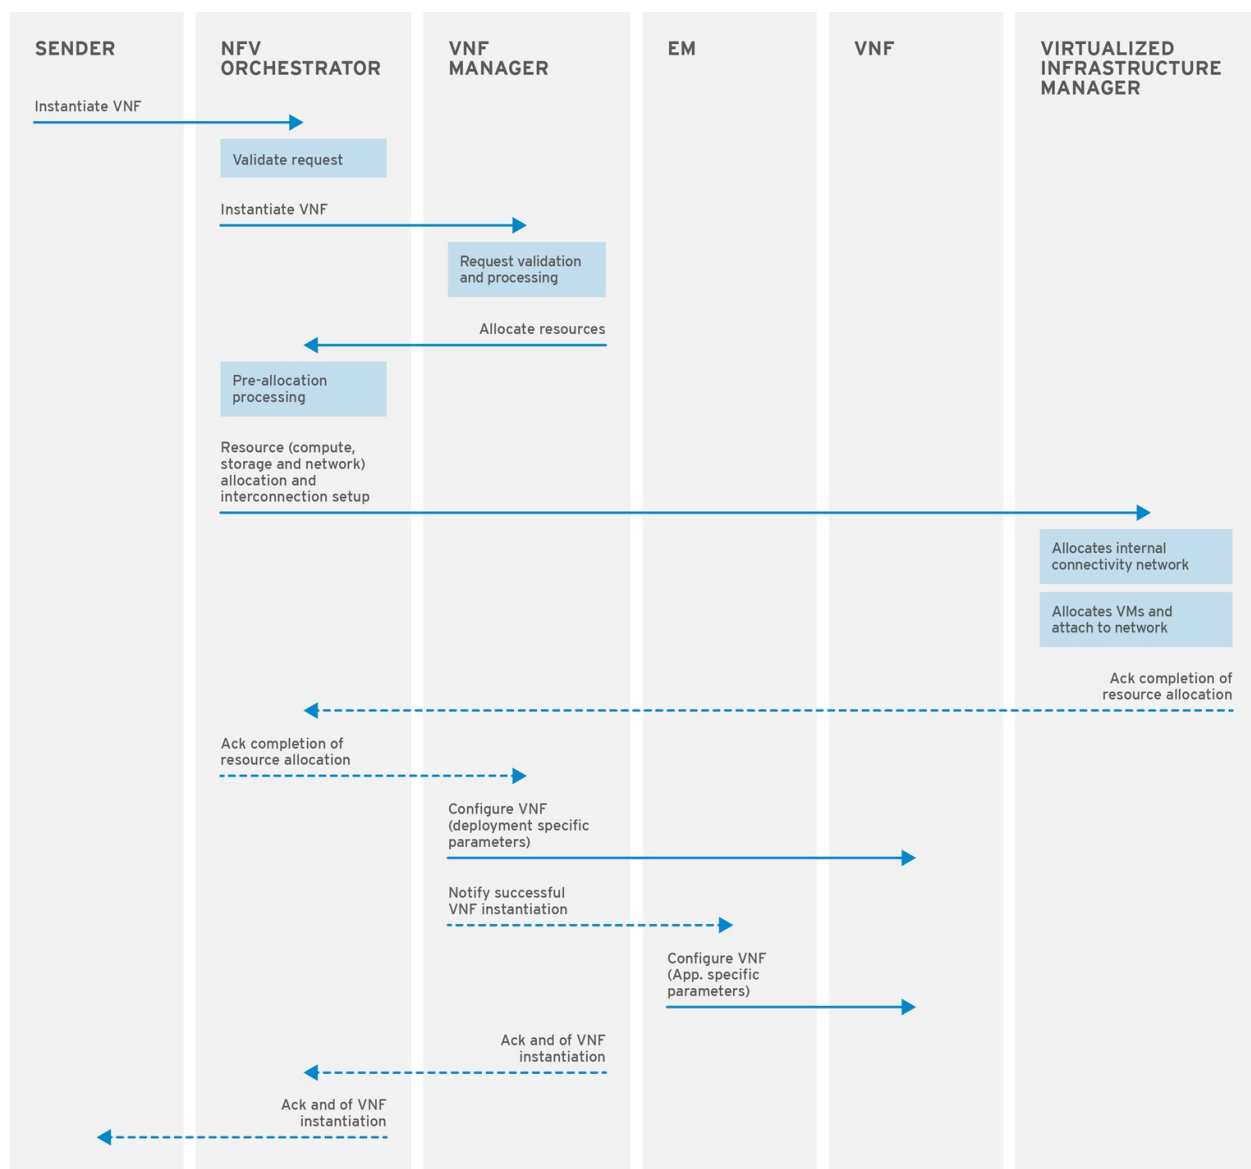 SENDER
NFV
ORCHESTRATOR
VNF
MANAGER
EM
VNF
VIRTUALIZED
INFRASTRUCTURE
MANAGER
Instantiate VNF
Validate request
Instantiate VNF
Request validation
and processing
Allocate resources
Pre-allocation
processing
Resource (compute,
storage and network)
allocation and
interconnection setup
Allocates internal
connectivity network
Allocates VMs and
attach to network
Ack completion of
resource allocation
Ack completion of
resource allocation
Configure VNF
(deployment specific
parameters)
Notify successful
VNF instantiation
Configure VNF
(App. specific
parameters)
Ack and of VNF
instantiation
Ack and of VNF
instantiation